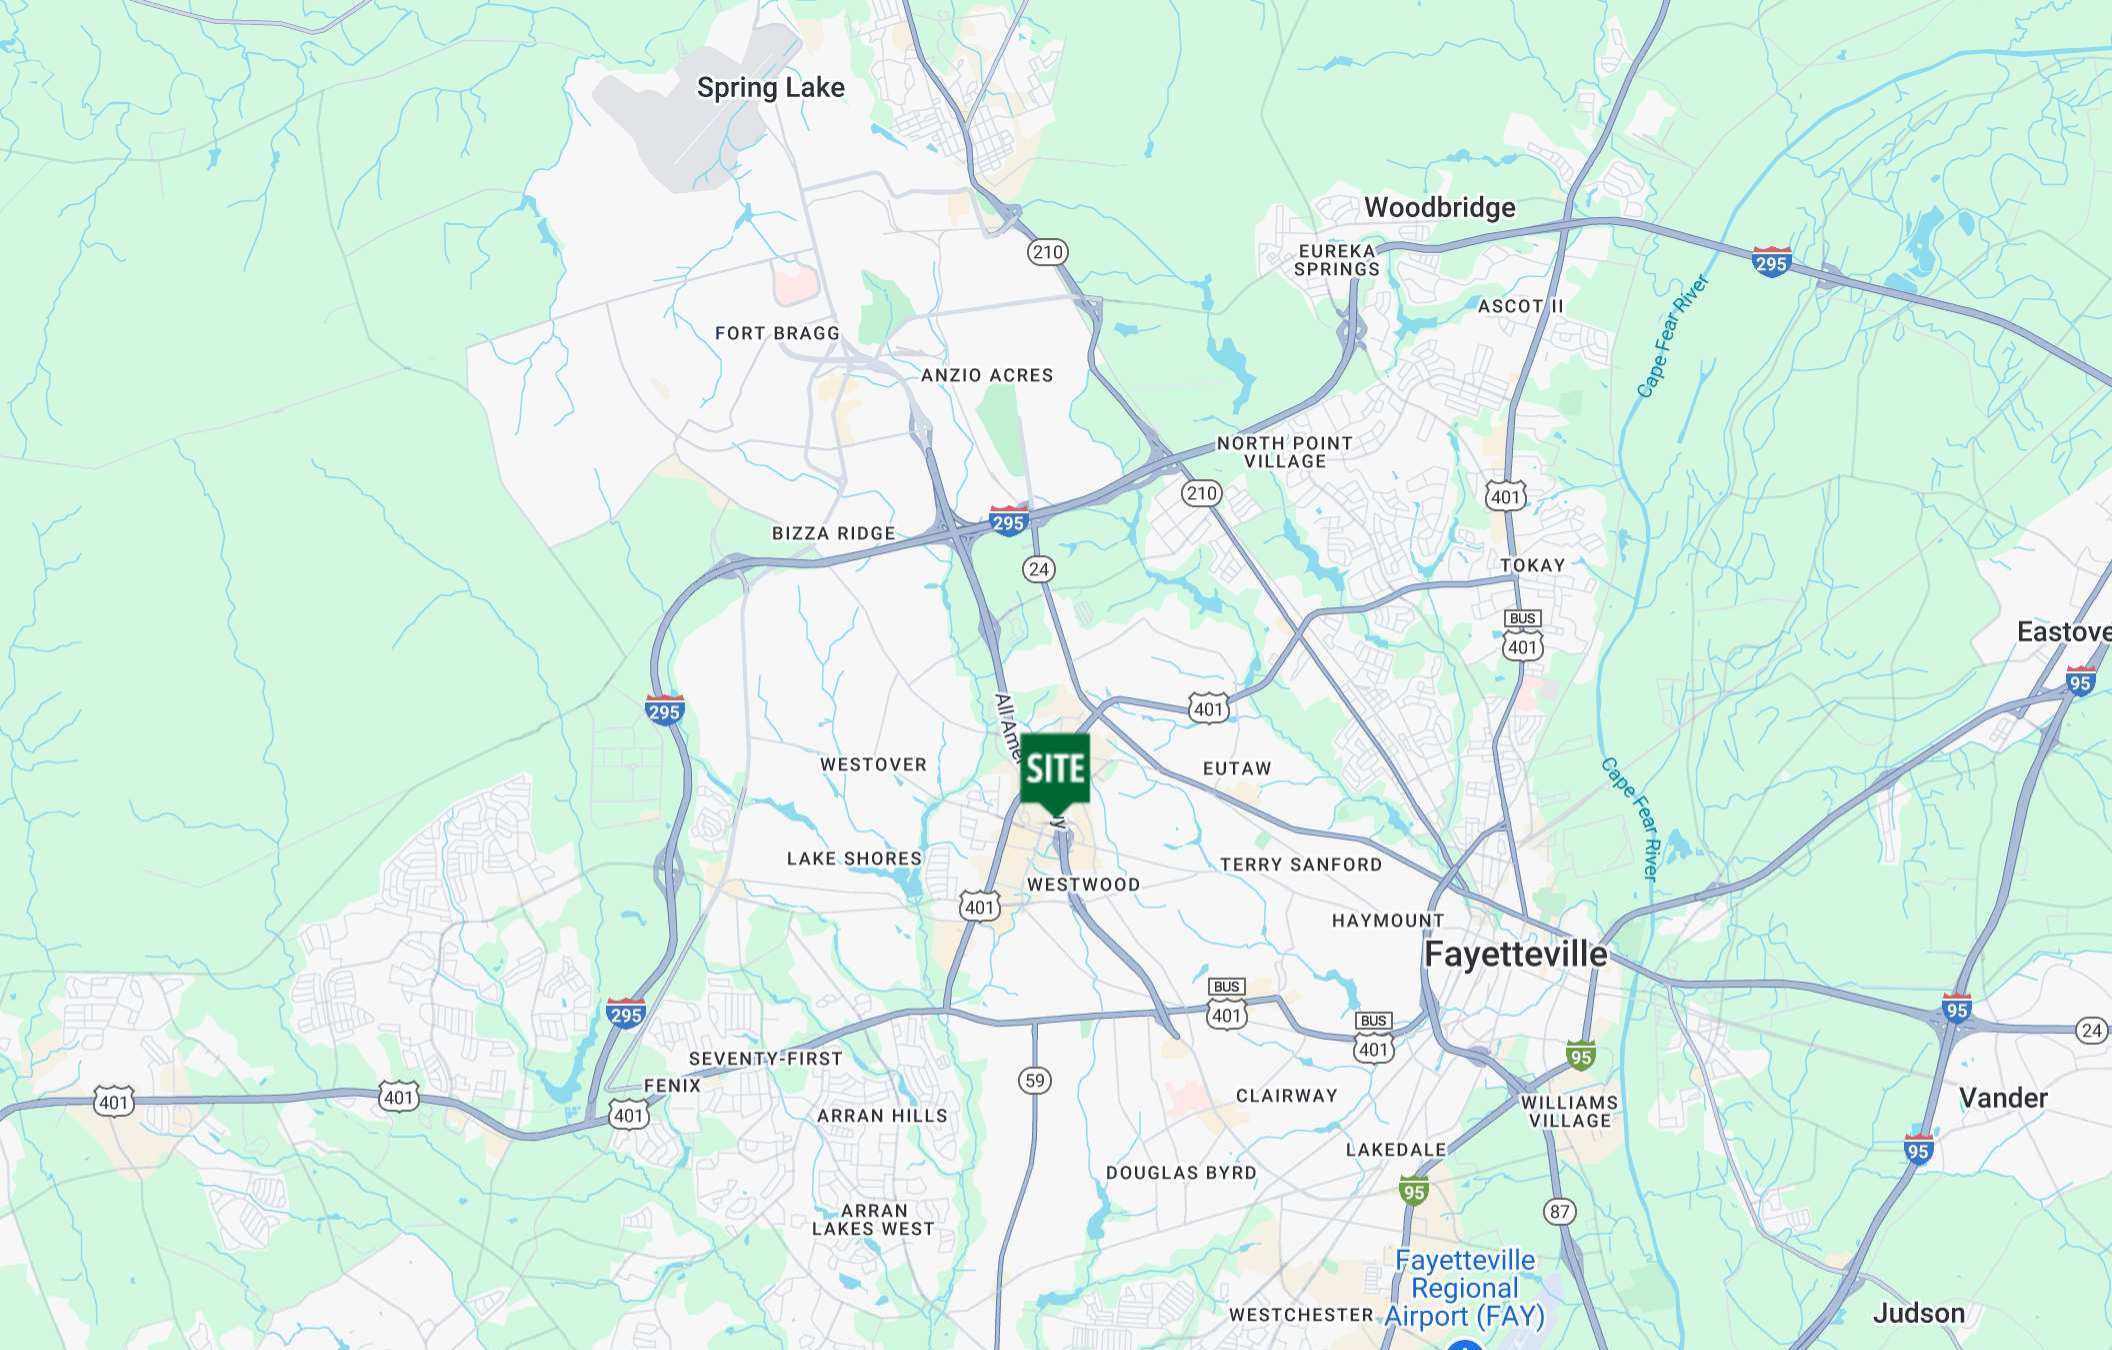 Spring Lake
Woodbridge
210
EUREKA
SPRINGS
295
ASCOT II
Cape Fear River
FORT BRAGG
ANZIO ACRES
NORTH POINT
VILLAGE
210
401
295
BIZZA RIDGE
24
TOKAY
BUS
401
Eastove
95
295
401
All Amer
SITE
y
WESTOVER
EUTAW
Cape Fear River
LAKE SHORES
TERRY SANFORD
WESTWOOD
401
HAYMOUNT
Fayetteville
BUS
401
295
95
BUS
401
24
SEVENTY-FIRST
95
FENIX
59
401
401
401
CLAIRWAY
WILLIAMS
VILLAGE
Vander
ARRAN HILLS
LAKEDALE
95
DOUGLAS BYRD
95
ARRAN
LAKES WEST
87
Fayetteville
Regional
Airport (FAY)
WESTCHESTER
Judson